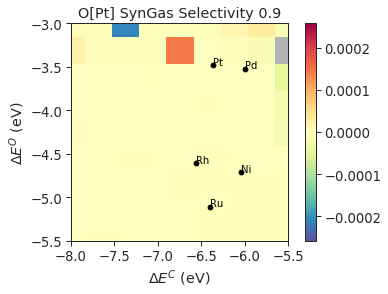 O[Pt] SynGas Selectivity 0.9
−3.0
−3.5
−4.0
−4.5
−5.0
−5.5
ΔE^O (eV)
Pt
Pd
Rh
Ni
Ru
−8.0 −7.5 −7.0 −6.5 −6.0 −5.5
ΔE^C (eV)
0.0002
0.0001
0.0000
−0.0001
−0.0002